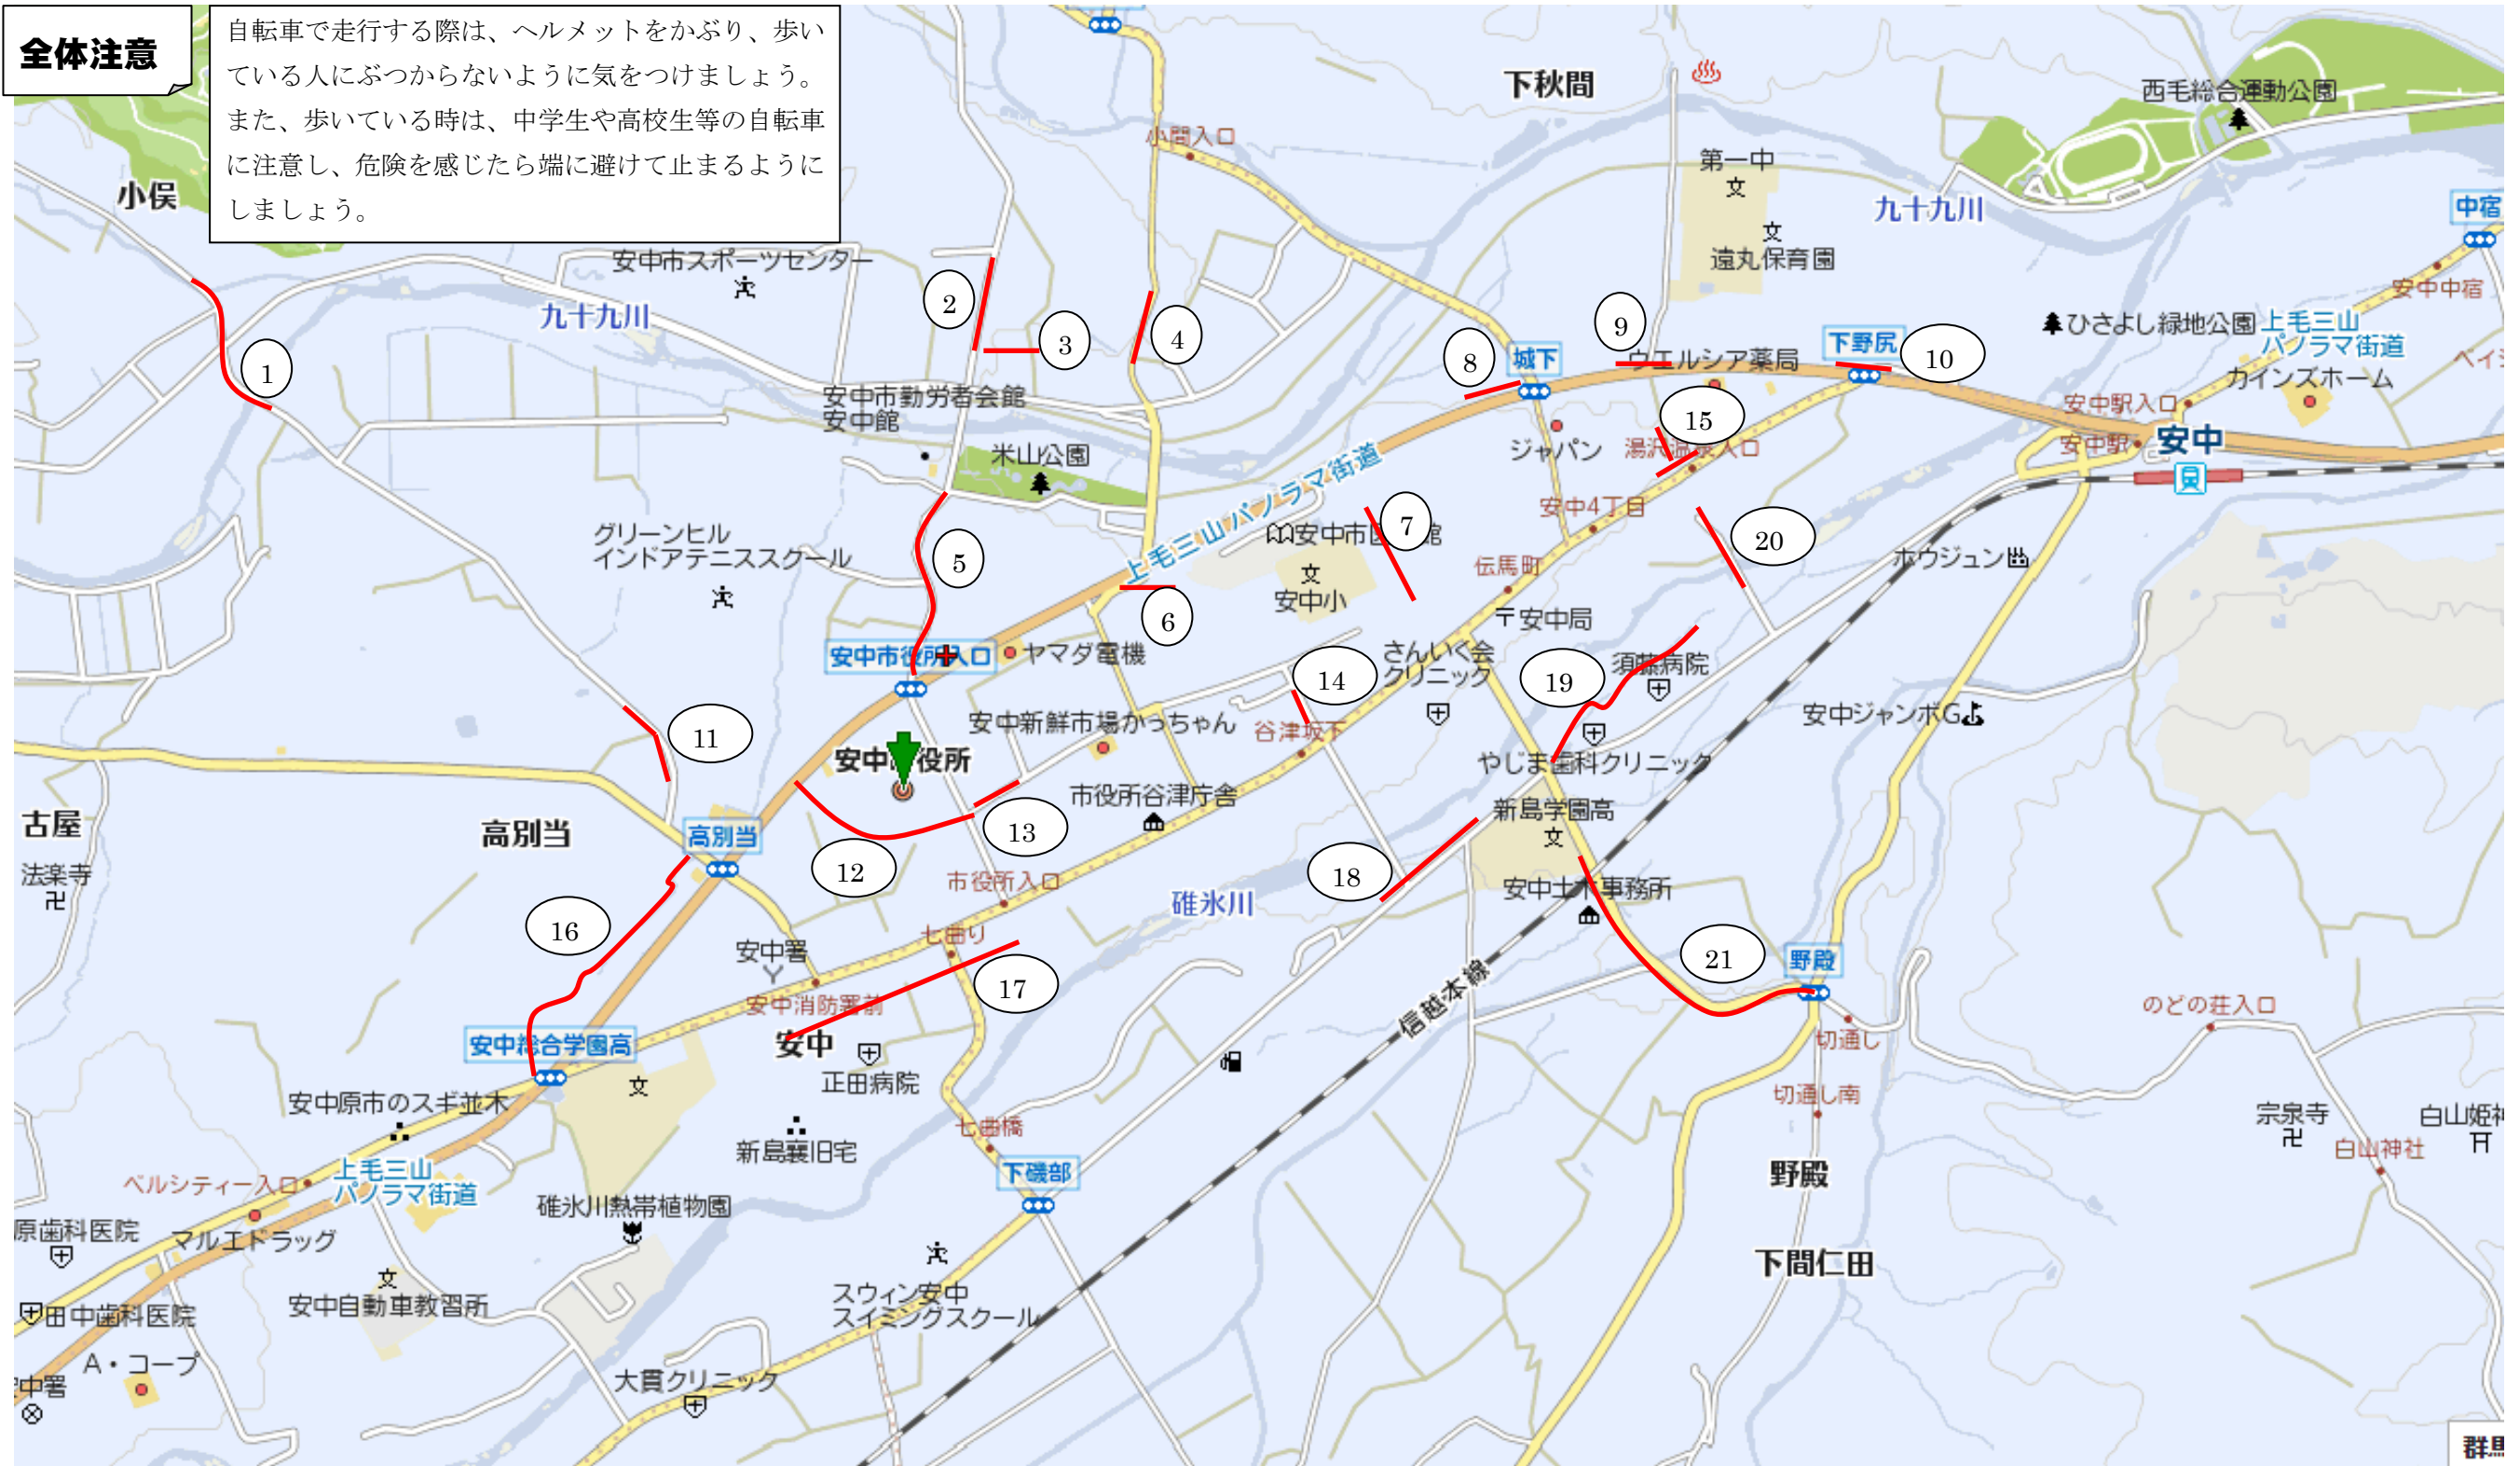 全体注意
自転車で走行する際は、ヘルメットをかぶり、歩い
ている人にぶつからないように気をつけましょう。
また、歩いている時は、中学生や高校生等の自転車
に注意し、危険を感じたら端に避けて止まるように
しましょう。
下秋間
西毛総合運動公園
小間入口
第一中
小俣
九十九川
中宿
遠丸保育園
安中市スポーツセンター
安中中宿
九十九川
2
9
ひさよし緑地公園
上毛三山
パノラマ街道
3
4
8
城下
ウエルシア薬局
下野尻
10
1
カインズホーム
安中市勤労者会館
安中館
安中駅入口
15
米山公園
ジャパン
湯沢温泉入口
安中駅
安中
上毛三山パノラマ街道
安中4丁目
グリーンヒル
インドアテニススクール
7
20
5
伝馬町
ホウジュン
安中小
6
安中局
安中市役所入口
ヤマダ電機
さんいく会
クリニック
須藤病院
14
19
11
安中新鮮市場かっちゃん
谷津坂下
安中ジャンボG
安中市役所
やじま歯科クリニック
市役所谷津庁舎
新島学園高
古屋
高別当
高別当
13
12
18
法楽寺
市役所入口
碓氷川
安中土木事務所
16
七曲り
安中署
21
野殿
17
信越本線
安中消防署前
のどの荘入口
安中総合学園高
安中
切通し
正田病院
安中原市のスギ並木
切通し南
宗泉寺
七曲橋
新島襄旧宅
白山神社
上毛三山
パノラマ街道
ベルシティー入口
下磯部
野殿
碓氷川熱帯植物園
原歯科医院
マルエドラッグ
下間仁田
安中自動車教習所
スウィン安中
スイミングスクール
田中歯科医院
A・コープ
大貫クリニック
中署